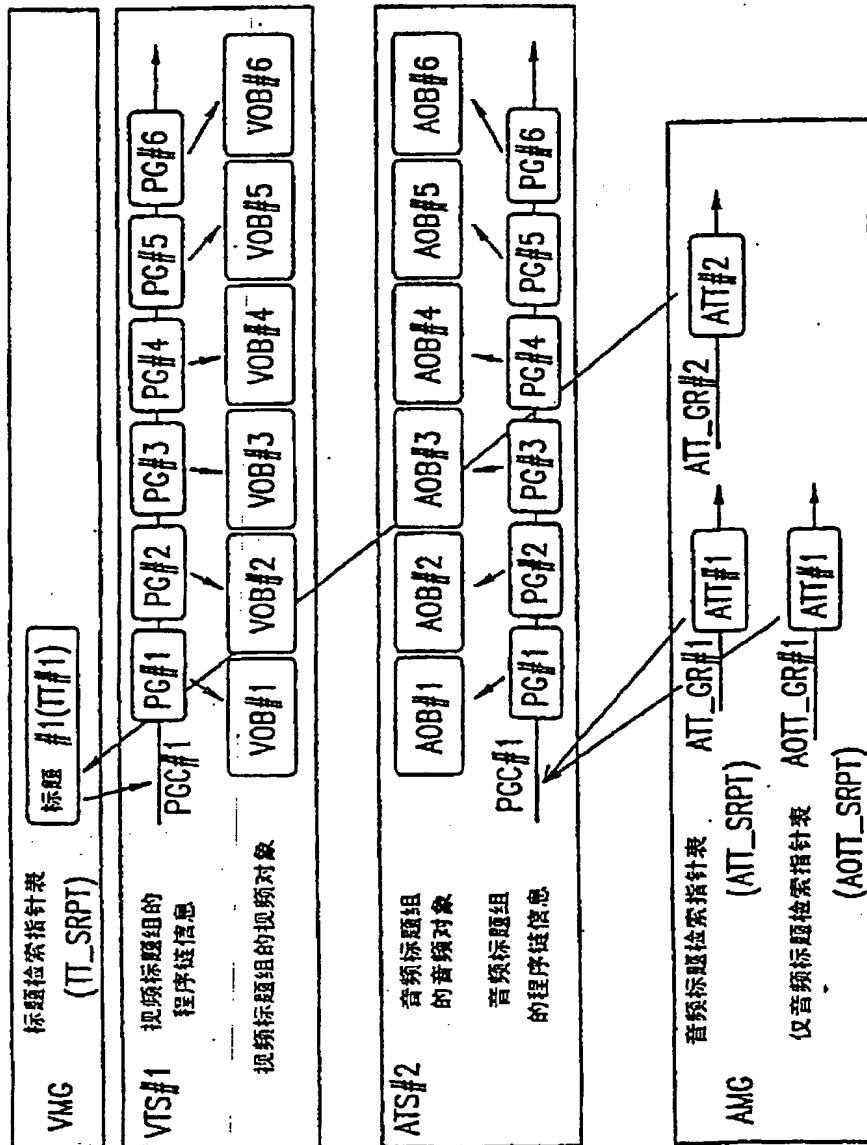 VMG
标题检索指针表
(TT_SRPT)
标题 #1(TT#1)
VTS#1
视频标题组的
程序链信息
PGC#1
PG#1
PG#2
PG#3
PG#4
PG#5
PG#6
视频标题组的视频对象
VOB#1
VOB#2
VOB#3
VOB#4
VOB#5
VOB#6
ATS#2
音频标题组
的音频对象
AOB#1
AOB#2
AOB#3
AOB#4
AOB#5
AOB#6
音频标题组
的程序链信息
PGC#1
PG#1
PG#2
PG#3
PG#4
PG#5
PG#6
AMG
音频标题检索指针表
(ATT_SRPT)
ATT_GR#1
ATT#1
ATT_GR#2
ATT#2
仅音频标题检索指针表
(AOTT_SRPT)
AOTT_GR#1
ATT#1